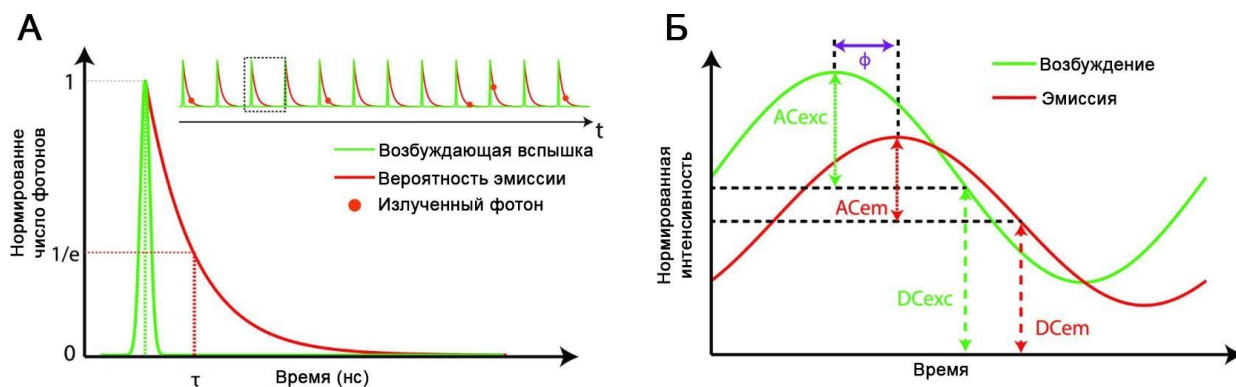 А
Нормирование
число фотонов
1
1/e
0
τ
Время (нс)
t
Возбуждающая вспышка
Вероятность эмиссии
Излученный фотон
Б
Нормированная
интенсивность
ϕ
ACexc
ACem
DCexc
DCem
Возбуждение
Эмиссия
Время